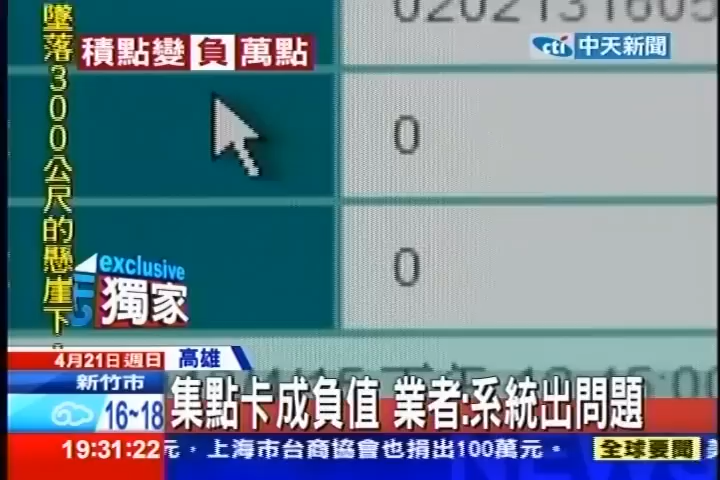 墜落300公尺的懸崖下
積點變負萬點
cti 中天新聞
0202131605
0
0
exclusive
CTI
獨家
4月21日週日
高雄
新竹市
16~18
集點卡成負值 業者:系統出問題
19:31:22
元，上海市台商協會也捐出100萬元。
全球要聞
NEWS